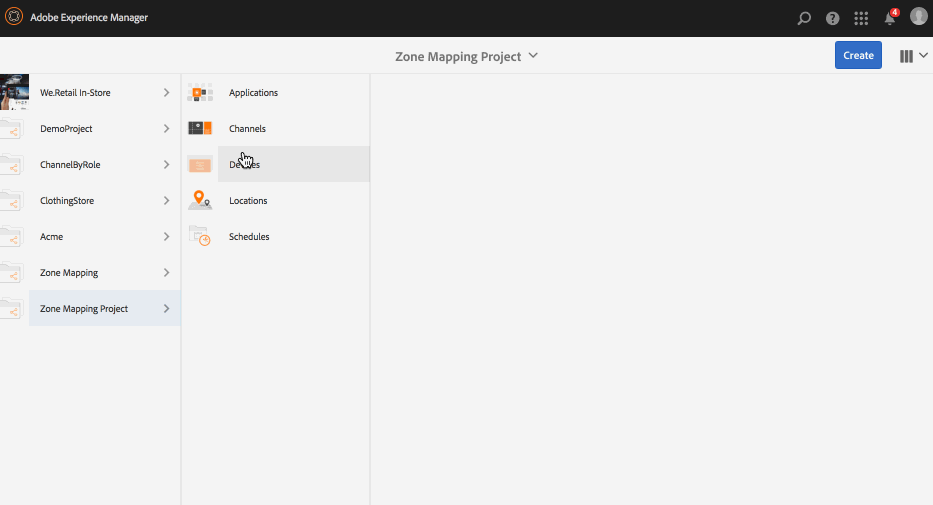 Adobe Experience Manager
4
Zone Mapping Project
Create
We.Retail In-Store
DemoProject
ChannelByRole
ClothingStore
Acme
Zone Mapping
Zone Mapping Project
Applications
Channels
Devices
Locations
Schedules